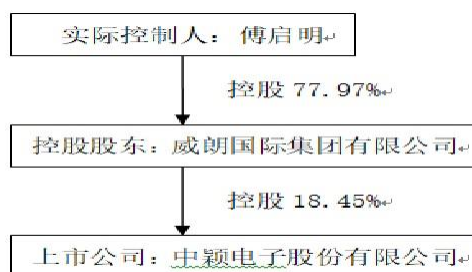 实际控制人：傅启明
控股 77.97%
控股股东：威朗国际集团有限公司
控股 18.45%
上市公司：中颖电子股份有限公司